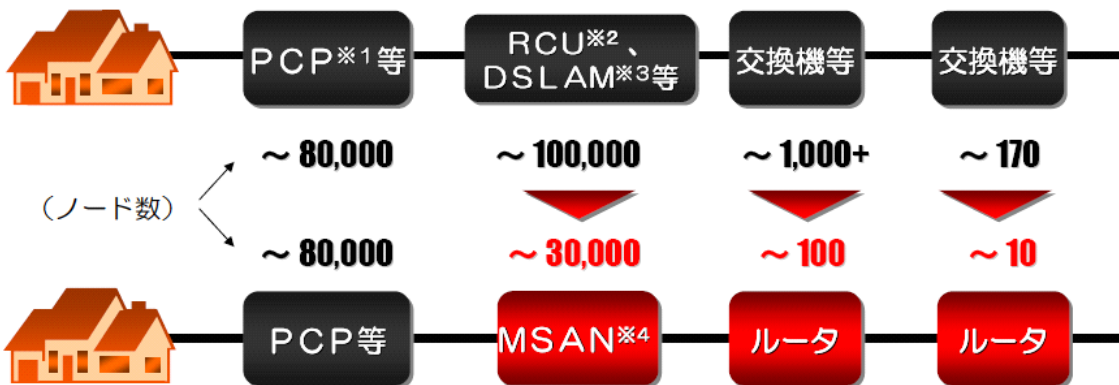 PCP※1等
RCU※2、
DSLAM※3等
交換機等
交換機等
～80,000
～100,000
～1,000+
～170
（ノード数）
～80,000
～30,000
～100
～10
PCP等
MSAN※4
ルータ
ルータ